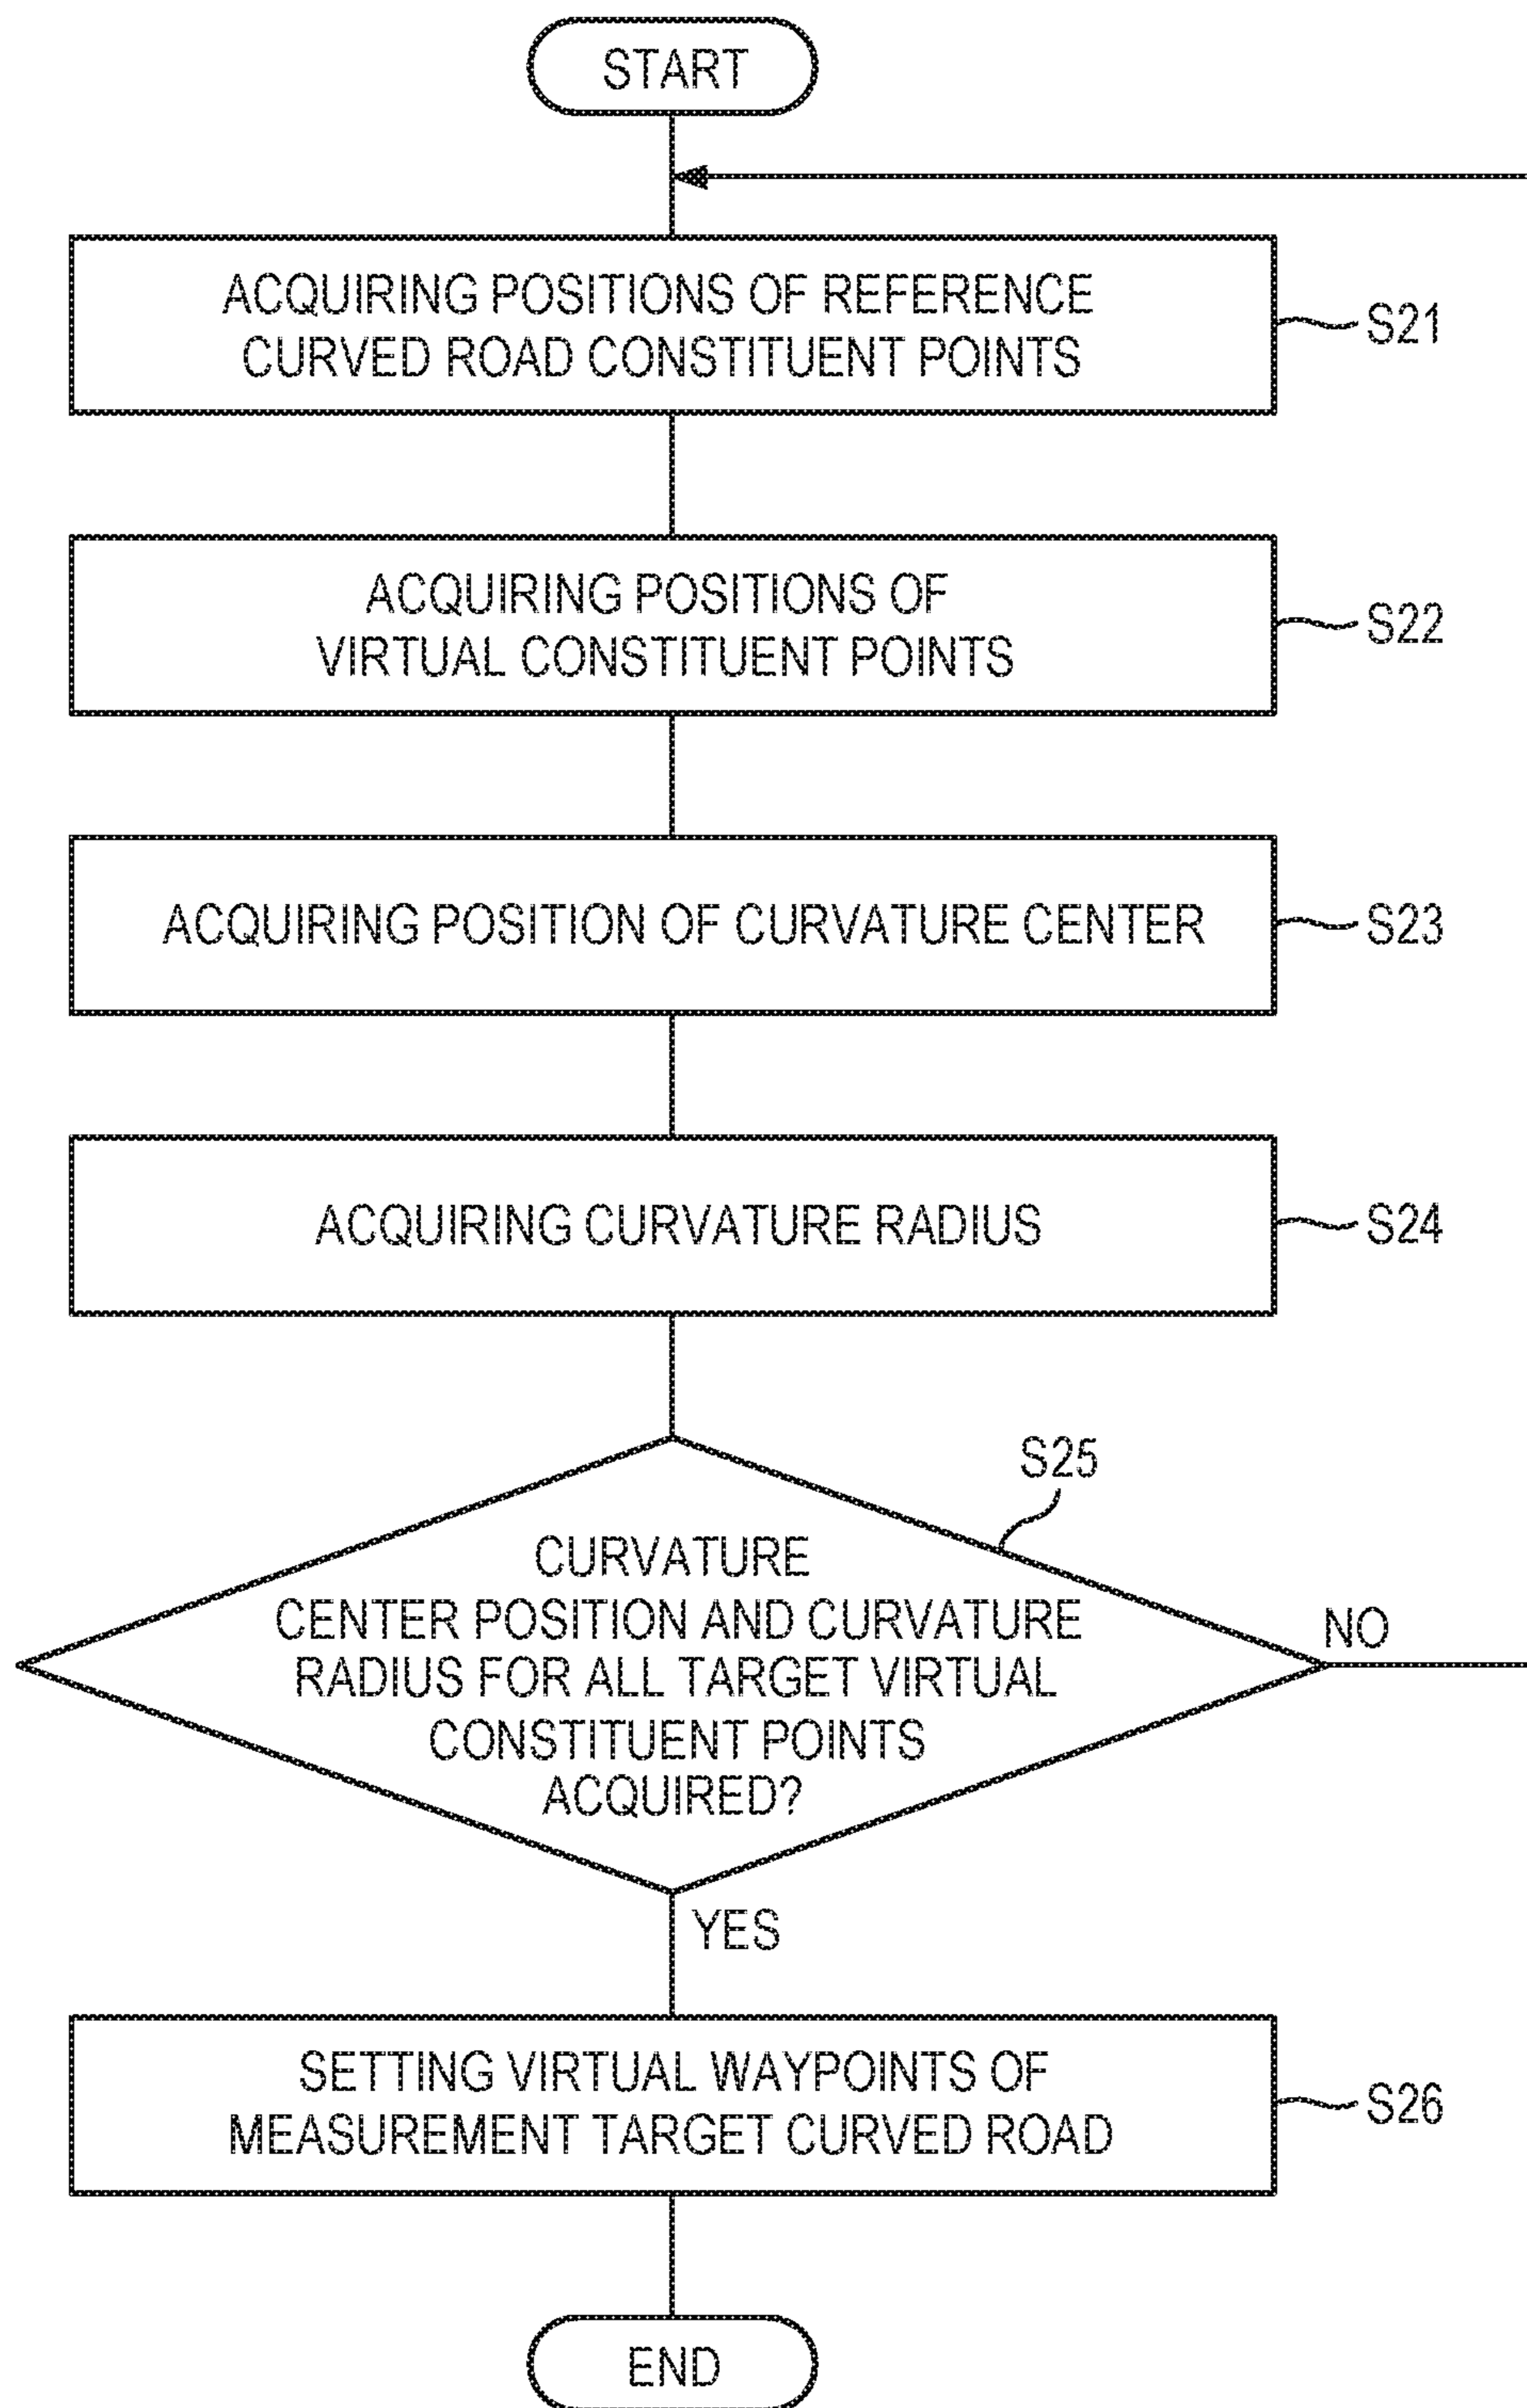 START
ACQUIRING POSITIONS OF REFERENCE
CURVED ROAD CONSTITUENT POINTS
S21
ACQUIRING POSITIONS OF
VIRTUAL CONSTITUENT POINTS
S22
ACQUIRING POSITION OF CURVATURE CENTER
S23
ACQUIRING CURVATURE RADIUS
S24
S25
CURVATURE
CENTER POSITION AND CURVATURE
RADIUS FOR ALL TARGET VIRTUAL
CONSTITUENT POINTS
ACQUIRED?
NO
YES
SETTING VIRTUAL WAYPOINTS OF
MEASUREMENT TARGET CURVED ROAD
S26
END